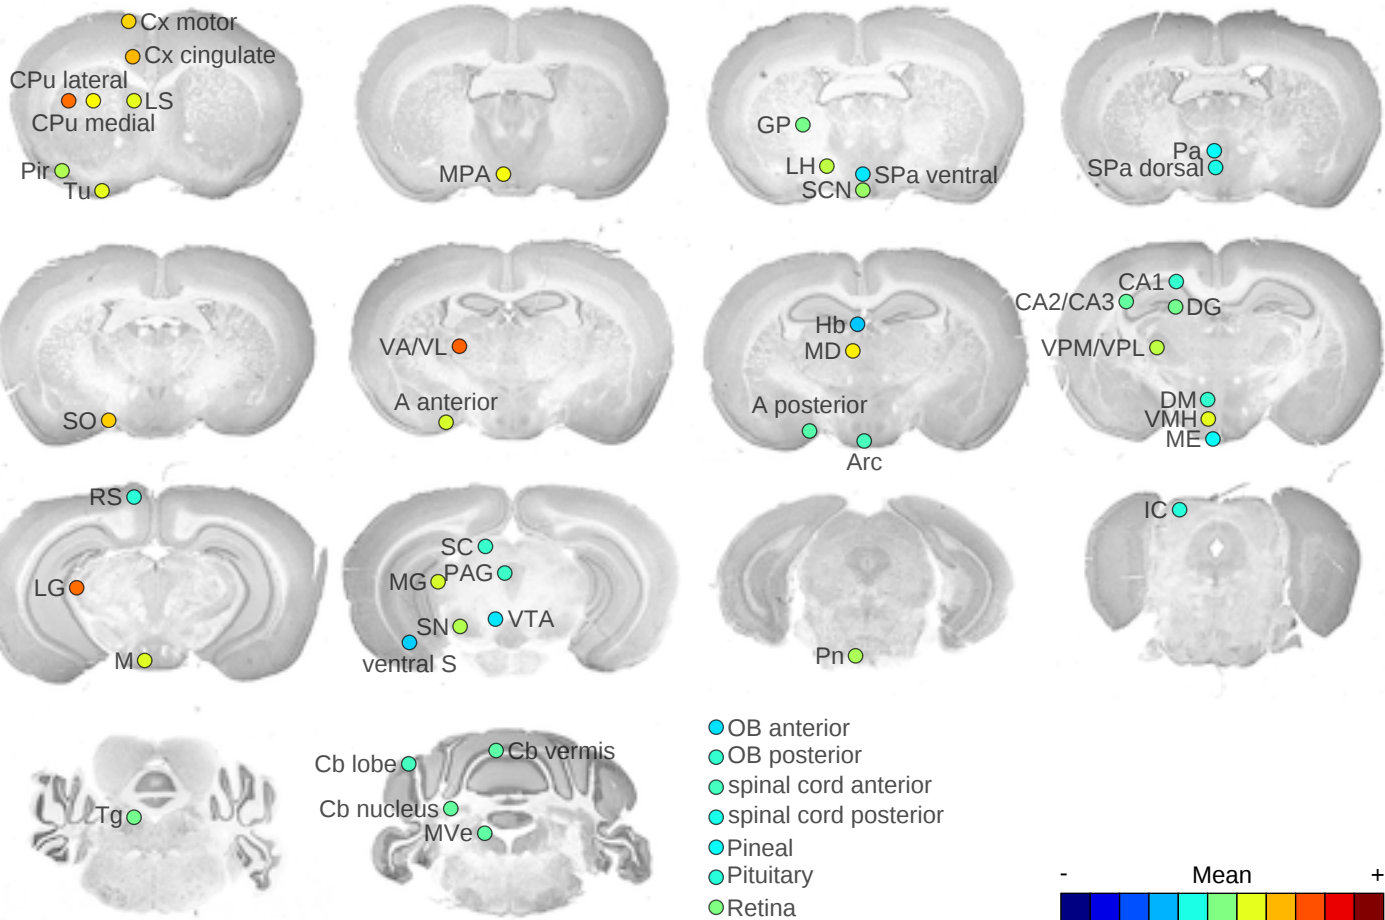 Cx motor
Cx cingulate
CPu lateral
LS
CPu medial
Pir
Tu
MPA
GP
LH
SPa ventral
SCN
Pa
SPa dorsal
SO
VA/VL
A anterior
Hb
MD
A posterior
Arc
CA1
CA2/CA3
DG
VPM/VPL
DM
VMH
ME
RS
LG
M
SC
PAG
MG
SN
VTA
ventral S
Pn
IC
Tg
Cb lobe
Cb vermis
Cb nucleus
MVe
OB anterior
OB posterior
spinal cord anterior
spinal cord posterior
Pineal
Pituitary
Retina
- Mean +